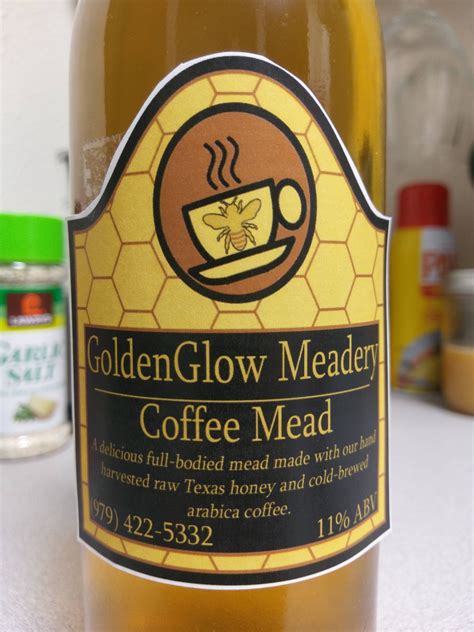 GoldenGlow Meadery
Coffee Mead
A delicious full-bodied mead made with our hand
harvested raw Texas honey and cold-brewed
arabica coffee.
(979) 422-5332 11% ABV
LAWRY'S
GARLIC
SALT